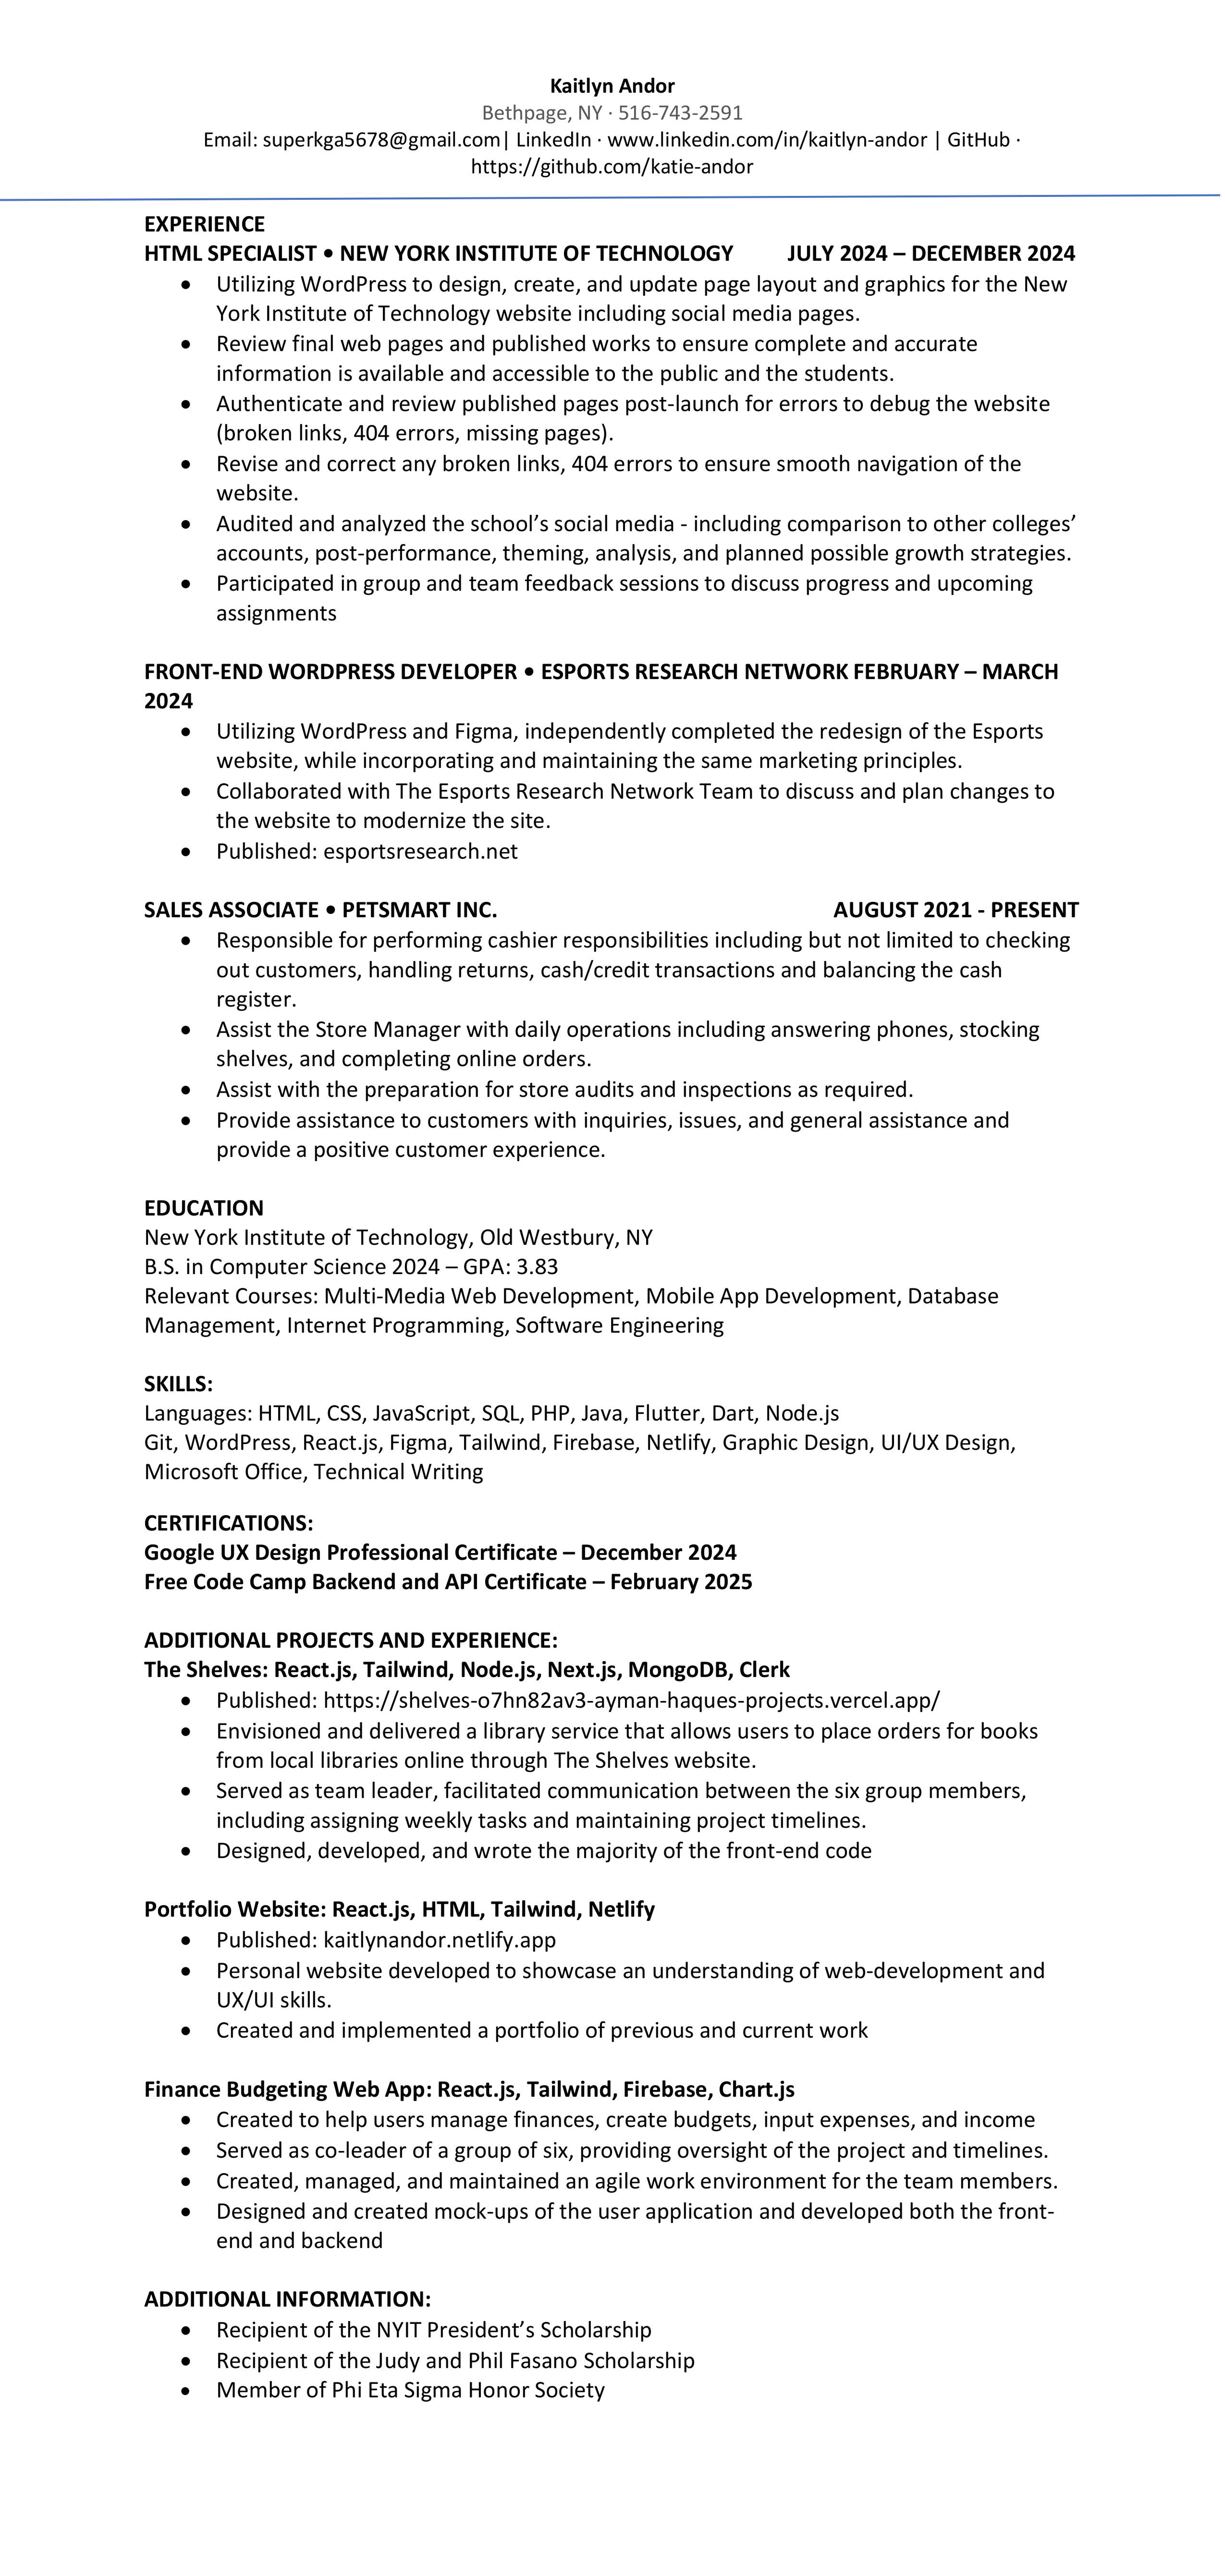 Kaitlyn Andor
Bethpage, NY · 516-743-2591
Email: superkga5678@gmail.com| LinkedIn · www.linkedin.com/in/kaitlyn-andor | GitHub ·
https://github.com/katie-andor
EXPERIENCE
HTML SPECIALIST • NEW YORK INSTITUTE OF TECHNOLOGY JULY 2024 – DECEMBER 2024
• Utilizing WordPress to design, create, and update page layout and graphics for the New
York Institute of Technology website including social media pages.
• Review final web pages and published works to ensure complete and accurate
information is available and accessible to the public and the students.
• Authenticate and review published pages post-launch for errors to debug the website
(broken links, 404 errors, missing pages).
• Revise and correct any broken links, 404 errors to ensure smooth navigation of the
website.
• Audited and analyzed the school’s social media - including comparison to other colleges’
accounts, post-performance, theming, analysis, and planned possible growth strategies.
• Participated in group and team feedback sessions to discuss progress and upcoming
assignments
FRONT-END WORDPRESS DEVELOPER • ESPORTS RESEARCH NETWORK FEBRUARY – MARCH
2024
• Utilizing WordPress and Figma, independently completed the redesign of the Esports
website, while incorporating and maintaining the same marketing principles.
• Collaborated with The Esports Research Network Team to discuss and plan changes to
the website to modernize the site.
• Published: esportsresearch.net
SALES ASSOCIATE • PETSMART INC. AUGUST 2021 - PRESENT
• Responsible for performing cashier responsibilities including but not limited to checking
out customers, handling returns, cash/credit transactions and balancing the cash
register.
• Assist the Store Manager with daily operations including answering phones, stocking
shelves, and completing online orders.
• Assist with the preparation for store audits and inspections as required.
• Provide assistance to customers with inquiries, issues, and general assistance and
provide a positive customer experience.
EDUCATION
New York Institute of Technology, Old Westbury, NY
B.S. in Computer Science 2024 – GPA: 3.83
Relevant Courses: Multi-Media Web Development, Mobile App Development, Database
Management, Internet Programming, Software Engineering
SKILLS:
Languages: HTML, CSS, JavaScript, SQL, PHP, Java, Flutter, Dart, Node.js
Git, WordPress, React.js, Figma, Tailwind, Firebase, Netlify, Graphic Design, UI/UX Design,
Microsoft Office, Technical Writing
CERTIFICATIONS:
Google UX Design Professional Certificate – December 2024
Free Code Camp Backend and API Certificate – February 2025
ADDITIONAL PROJECTS AND EXPERIENCE:
The Shelves: React.js, Tailwind, Node.js, Next.js, MongoDB, Clerk
• Published: https://shelves-o7hn82av3-ayman-haques-projects.vercel.app/
• Envisioned and delivered a library service that allows users to place orders for books
from local libraries online through The Shelves website.
• Served as team leader, facilitated communication between the six group members,
including assigning weekly tasks and maintaining project timelines.
• Designed, developed, and wrote the majority of the front-end code
Portfolio Website: React.js, HTML, Tailwind, Netlify
• Published: kaitlynandor.netlify.app
• Personal website developed to showcase an understanding of web-development and
UX/UI skills.
• Created and implemented a portfolio of previous and current work
Finance Budgeting Web App: React.js, Tailwind, Firebase, Chart.js
• Created to help users manage finances, create budgets, input expenses, and income
• Served as co-leader of a group of six, providing oversight of the project and timelines.
• Created, managed, and maintained an agile work environment for the team members.
• Designed and created mock-ups of the user application and developed both the front-
end and backend
ADDITIONAL INFORMATION:
• Recipient of the NYIT President’s Scholarship
• Recipient of the Judy and Phil Fasano Scholarship
• Member of Phi Eta Sigma Honor Society